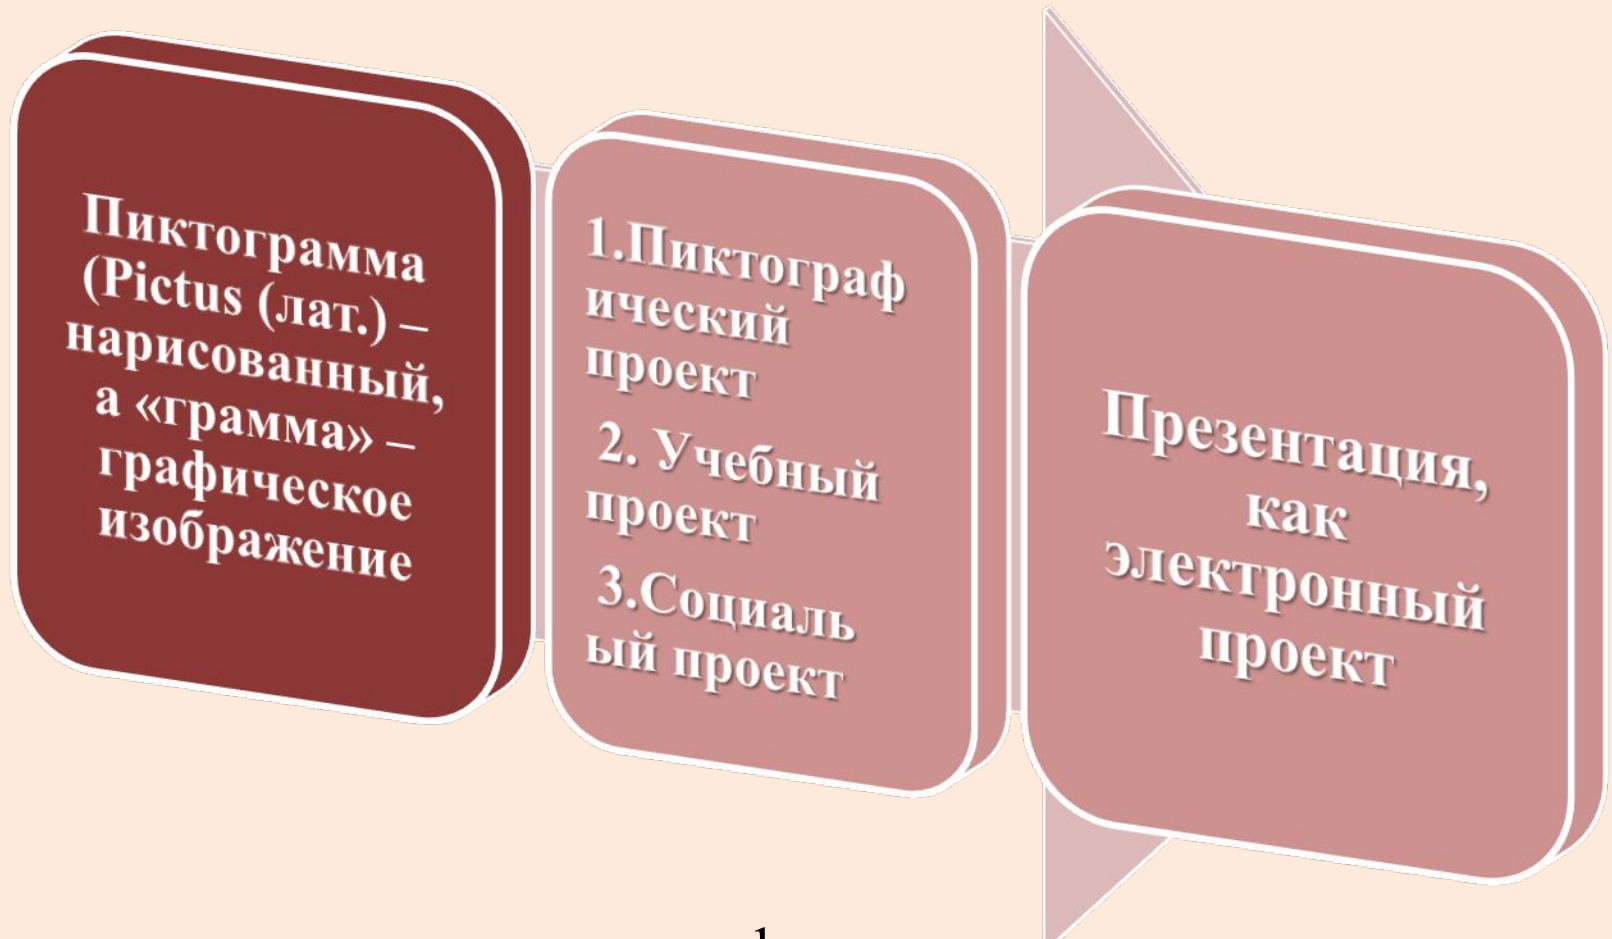 Пиктограмма
(Pictus (лат.) –
нарисованный,
а «грамма» –
графическое
изображение
1.Пиктограф
ический
проект
2. Учебный
проект
3.Социаль
ый проект
Презентация,
как
электронный
проект